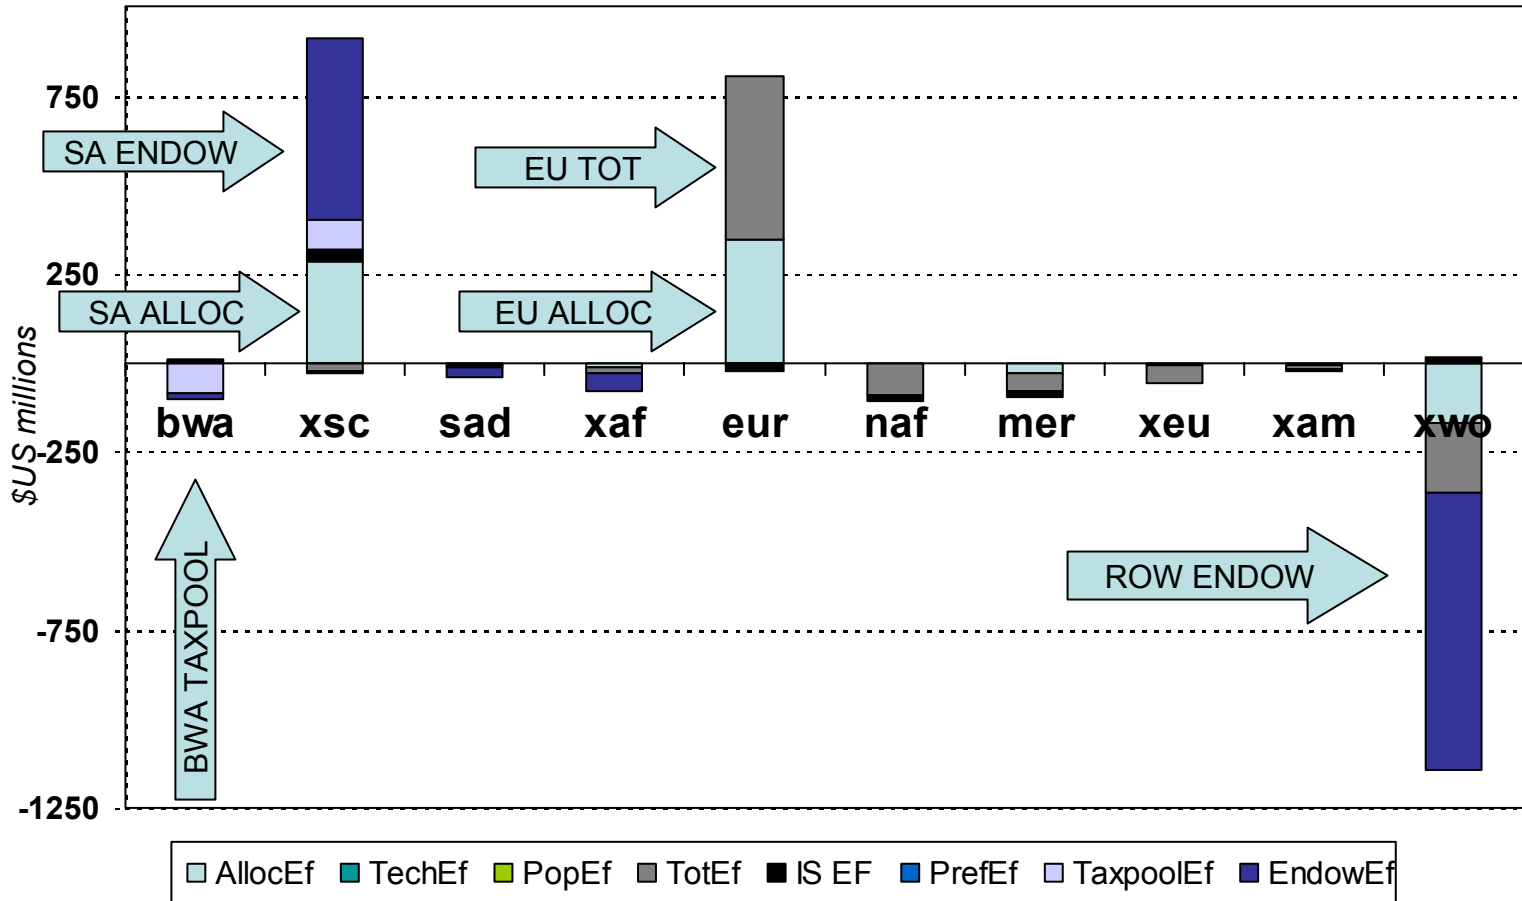 750
SA ENDOW
EU TOT
250
SA ALLOC
EU ALLOC
$US millions
bwa xsc sad xaf eur naf mer xeu xam xwo
-250
BWA TAXPOOL
ROW ENDOW
-750
-1250
AllocEf TechEf PopEf TotEf IS EF PrefEf TaxpoolEf EndowEf